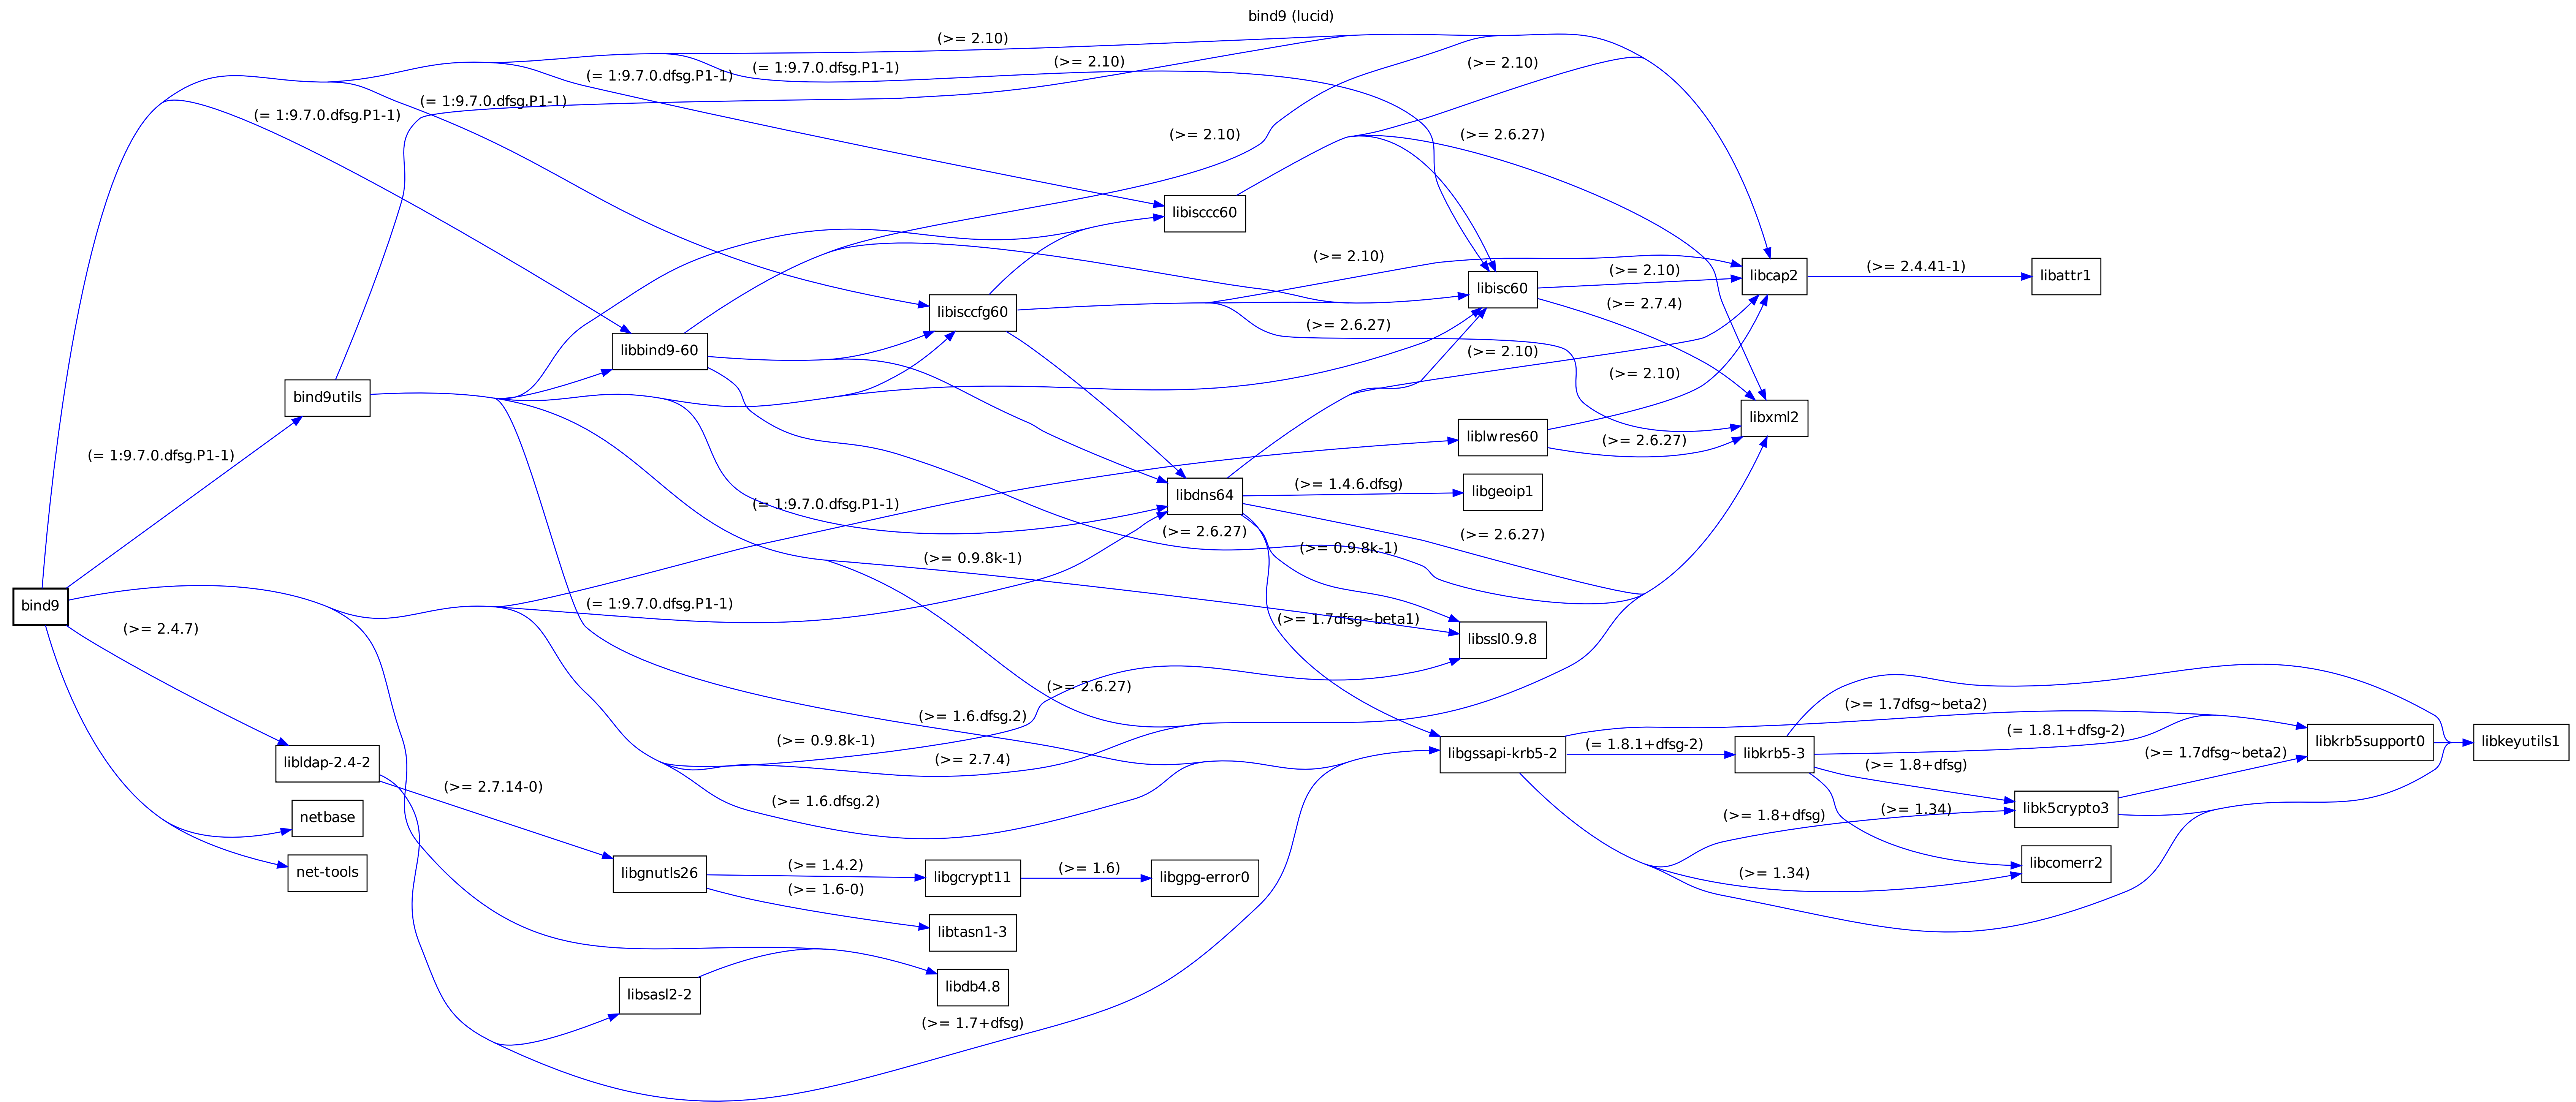 bind9 (lucid)
(>= 2.10)
(= 1:9.7.0.dfsg.P1-1)
(>= 2.10)
(>= 2.10)
(= 1:9.7.0.dfsg.P1-1)
(= 1:9.7.0.dfsg.P1-1)
(= 1:9.7.0.dfsg.P1-1)
(>= 2.10)
(>= 2.6.27)
libisccc60
(>= 2.10)
(>= 2.10)
(>= 2.4.41-1)
libcap2
libattr1
libisc60
(>= 2.7.4)
libisccfg60
(>= 2.6.27)
libbind9-60
(>= 2.10)
(>= 2.10)
bind9utils
libxml2
liblwres60
(>= 2.6.27)
(= 1:9.7.0.dfsg.P1-1)
(>= 1.4.6.dfsg)
libgeoip1
libdns64
(= 1:9.7.0.dfsg.P1-1)
(>= 2.6.27)
(>= 2.6.27)
(>= 0.9.8k-1)
(>= 0.9.8k-1)
bind9
(= 1:9.7.0.dfsg.P1-1)
(>= 1.7dfsg~beta1)
(>= 2.4.7)
libssl0.9.8
(>= 2.6.27)
(>= 1.7dfsg~beta2)
(>= 1.6.dfsg.2)
(= 1.8.1+dfsg-2)
(>= 0.9.8k-1)
(= 1.8.1+dfsg-2)
libkrb5support0
libkeyutils1
libgssapi-krb5-2
libkrb5-3
(>= 1.7dfsg~beta2)
(>= 2.7.4)
libldap-2.4-2
(>= 1.8+dfsg)
(>= 2.7.14-0)
(>= 1.6.dfsg.2)
libk5crypto3
(>= 1.34)
(>= 1.8+dfsg)
netbase
libcomerr2
(>= 1.4.2)
(>= 1.6)
(>= 1.34)
net-tools
libgnutls26
libgcrypt11
libgpg-error0
(>= 1.6-0)
libtasn1-3
libdb4.8
libsasl2-2
(>= 1.7+dfsg)